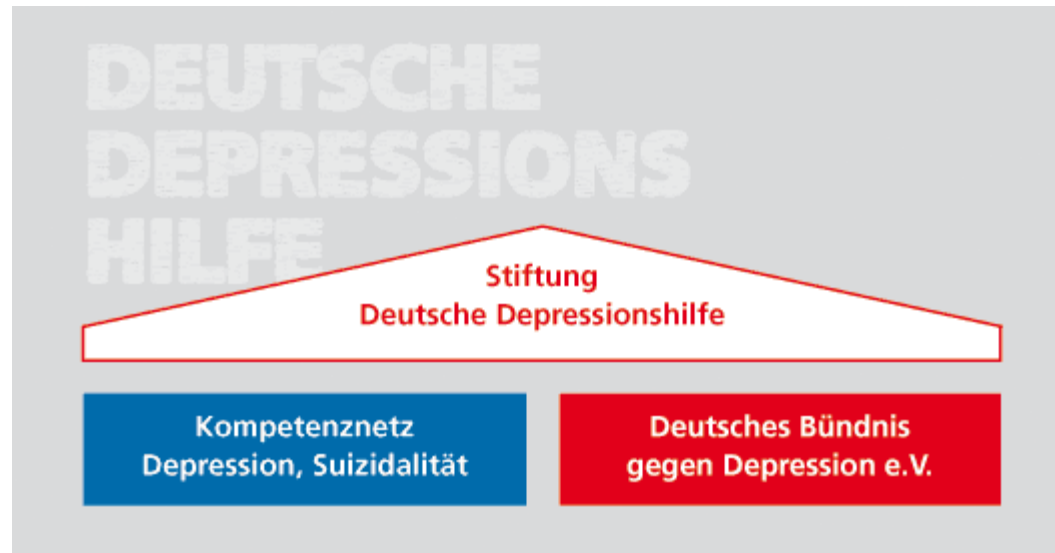 DEUTSCHE
DEPRESSIONS
HILFE
Stiftung
Deutsche Depressionshilfe
Kompetenznetz
Depression, Suizidalität
Deutsches Bündnis
gegen Depression e.V.